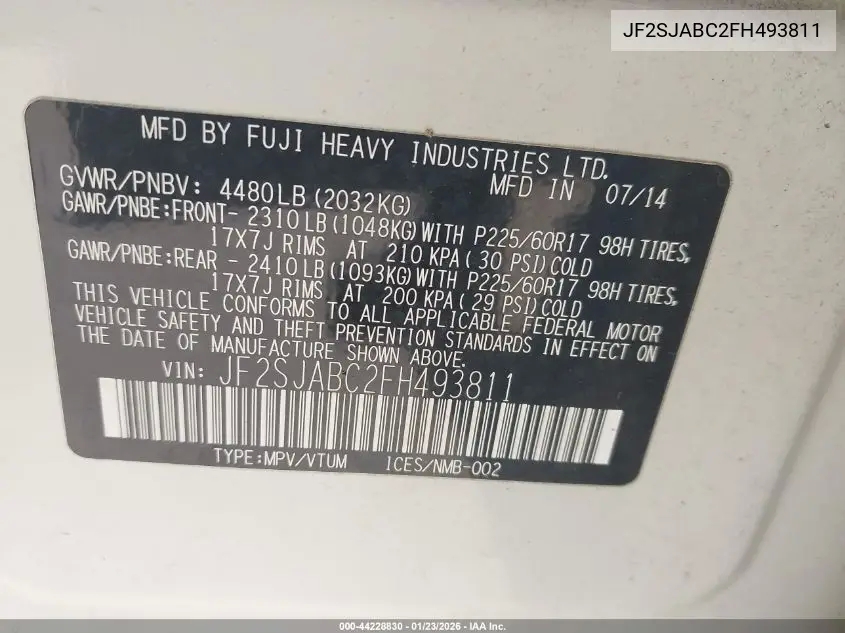 JF2SJABC2FH493811
MFD BY FUJI HEAVY INDUSTRIES LTD.
GVWR/PNBV: 4480LB (2032KG) MFD IN 07/14
GAWR/PNBE:FRONT- 2310LB(1048KG)WITH P225/60R17 98H TIRES,
17X7J RIMS AT 210 KPA(30 PSI)COLD
GAWR/PNBE:REAR - 2410LB(1093KG)WITH P225/60R17 98H TIRES,
17X7J RIMS AT 200 KPA(29 PSI)COLD
THIS VEHICLE CONFORMS TO ALL APPLICABLE FEDERAL MOTOR
VEHICLE SAFETY AND THEFT PREVENTION STANDARDS IN EFFECT ON
THE DATE OF MANUFACTURE SHOWN ABOVE.
VIN: JF2SJABC2FH493811
TYPE:MPV/VTUM ICES/NMB-002
000-44228830 - 01/23/2026 - IAA Inc.